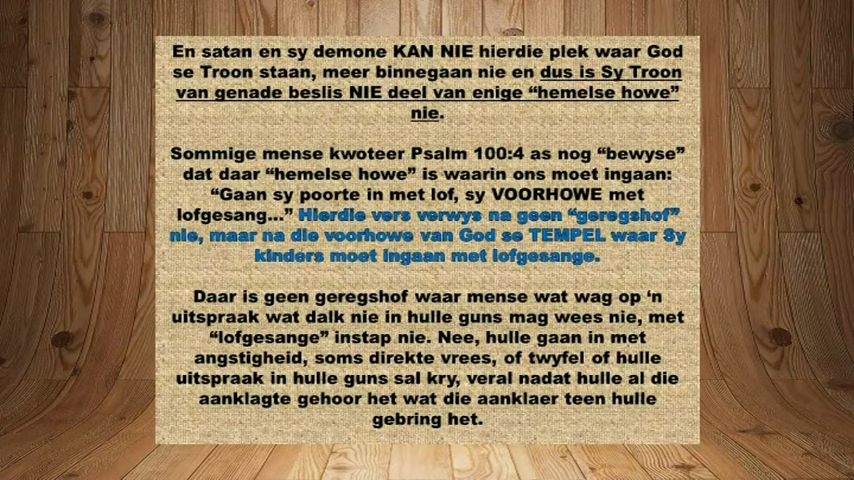 En satan en sy demone KAN NIE hierdie plek waar God
se Troon staan, meer binnegaan nie en dus is Sy Troon
van genade beslis NIE deel van enige “hemelse howe”
nie.
Sommige mense kwoteer Psalm 100:4 as nog “bewyse”
dat daar “hemelse howe” is waarin ons moet ingaan:
“Gaan sy poorte in met lof, sy VOORHOWE met
lofgesang...” Hierdie vers verwys na geen “geregshof”
nie, maar na die voorhowe van God se TEMPEL waar Sy
kinders moet ingaan met lofgesange.
Daar is geen geregshof waar mense wat wag op ‘n
uitspraak wat dalk nie in hulle guns mag wees nie, met
“lofgesange” instap nie. Nee, hulle gaan in met
angstigheid, soms direkte vrees, of twyfel of hulle
uitspraak in hulle guns sal kry, veral nadat hulle al die
aanklagte gehoor het wat die aanklaer teen hulle
gebring het.